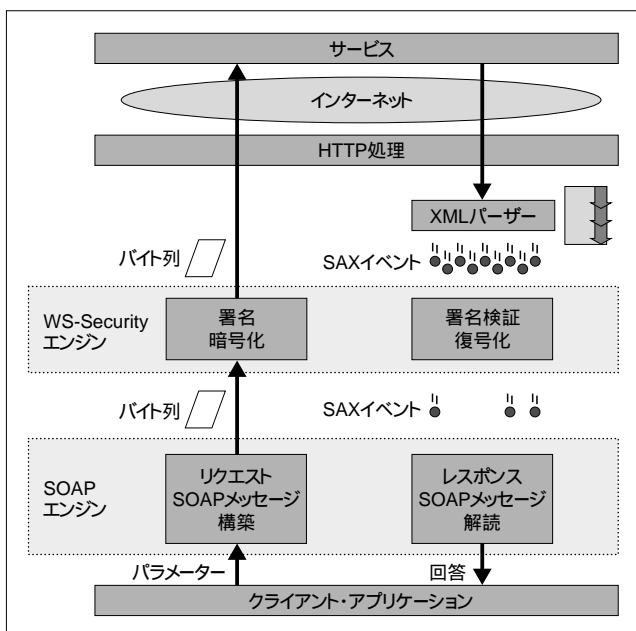 サービス
インターネット
HTTP処理
XMLパーザー
バイト列
SAXイベント
WS-Security
エンジン
署名
暗号化
署名検証
復号化
バイト列
SAXイベント
SOAP
エンジン
リクエスト
SOAPメッセージ
構築
レスポンス
SOAPメッセージ
解読
パラメーター
回答
クライアント・アプリケーション